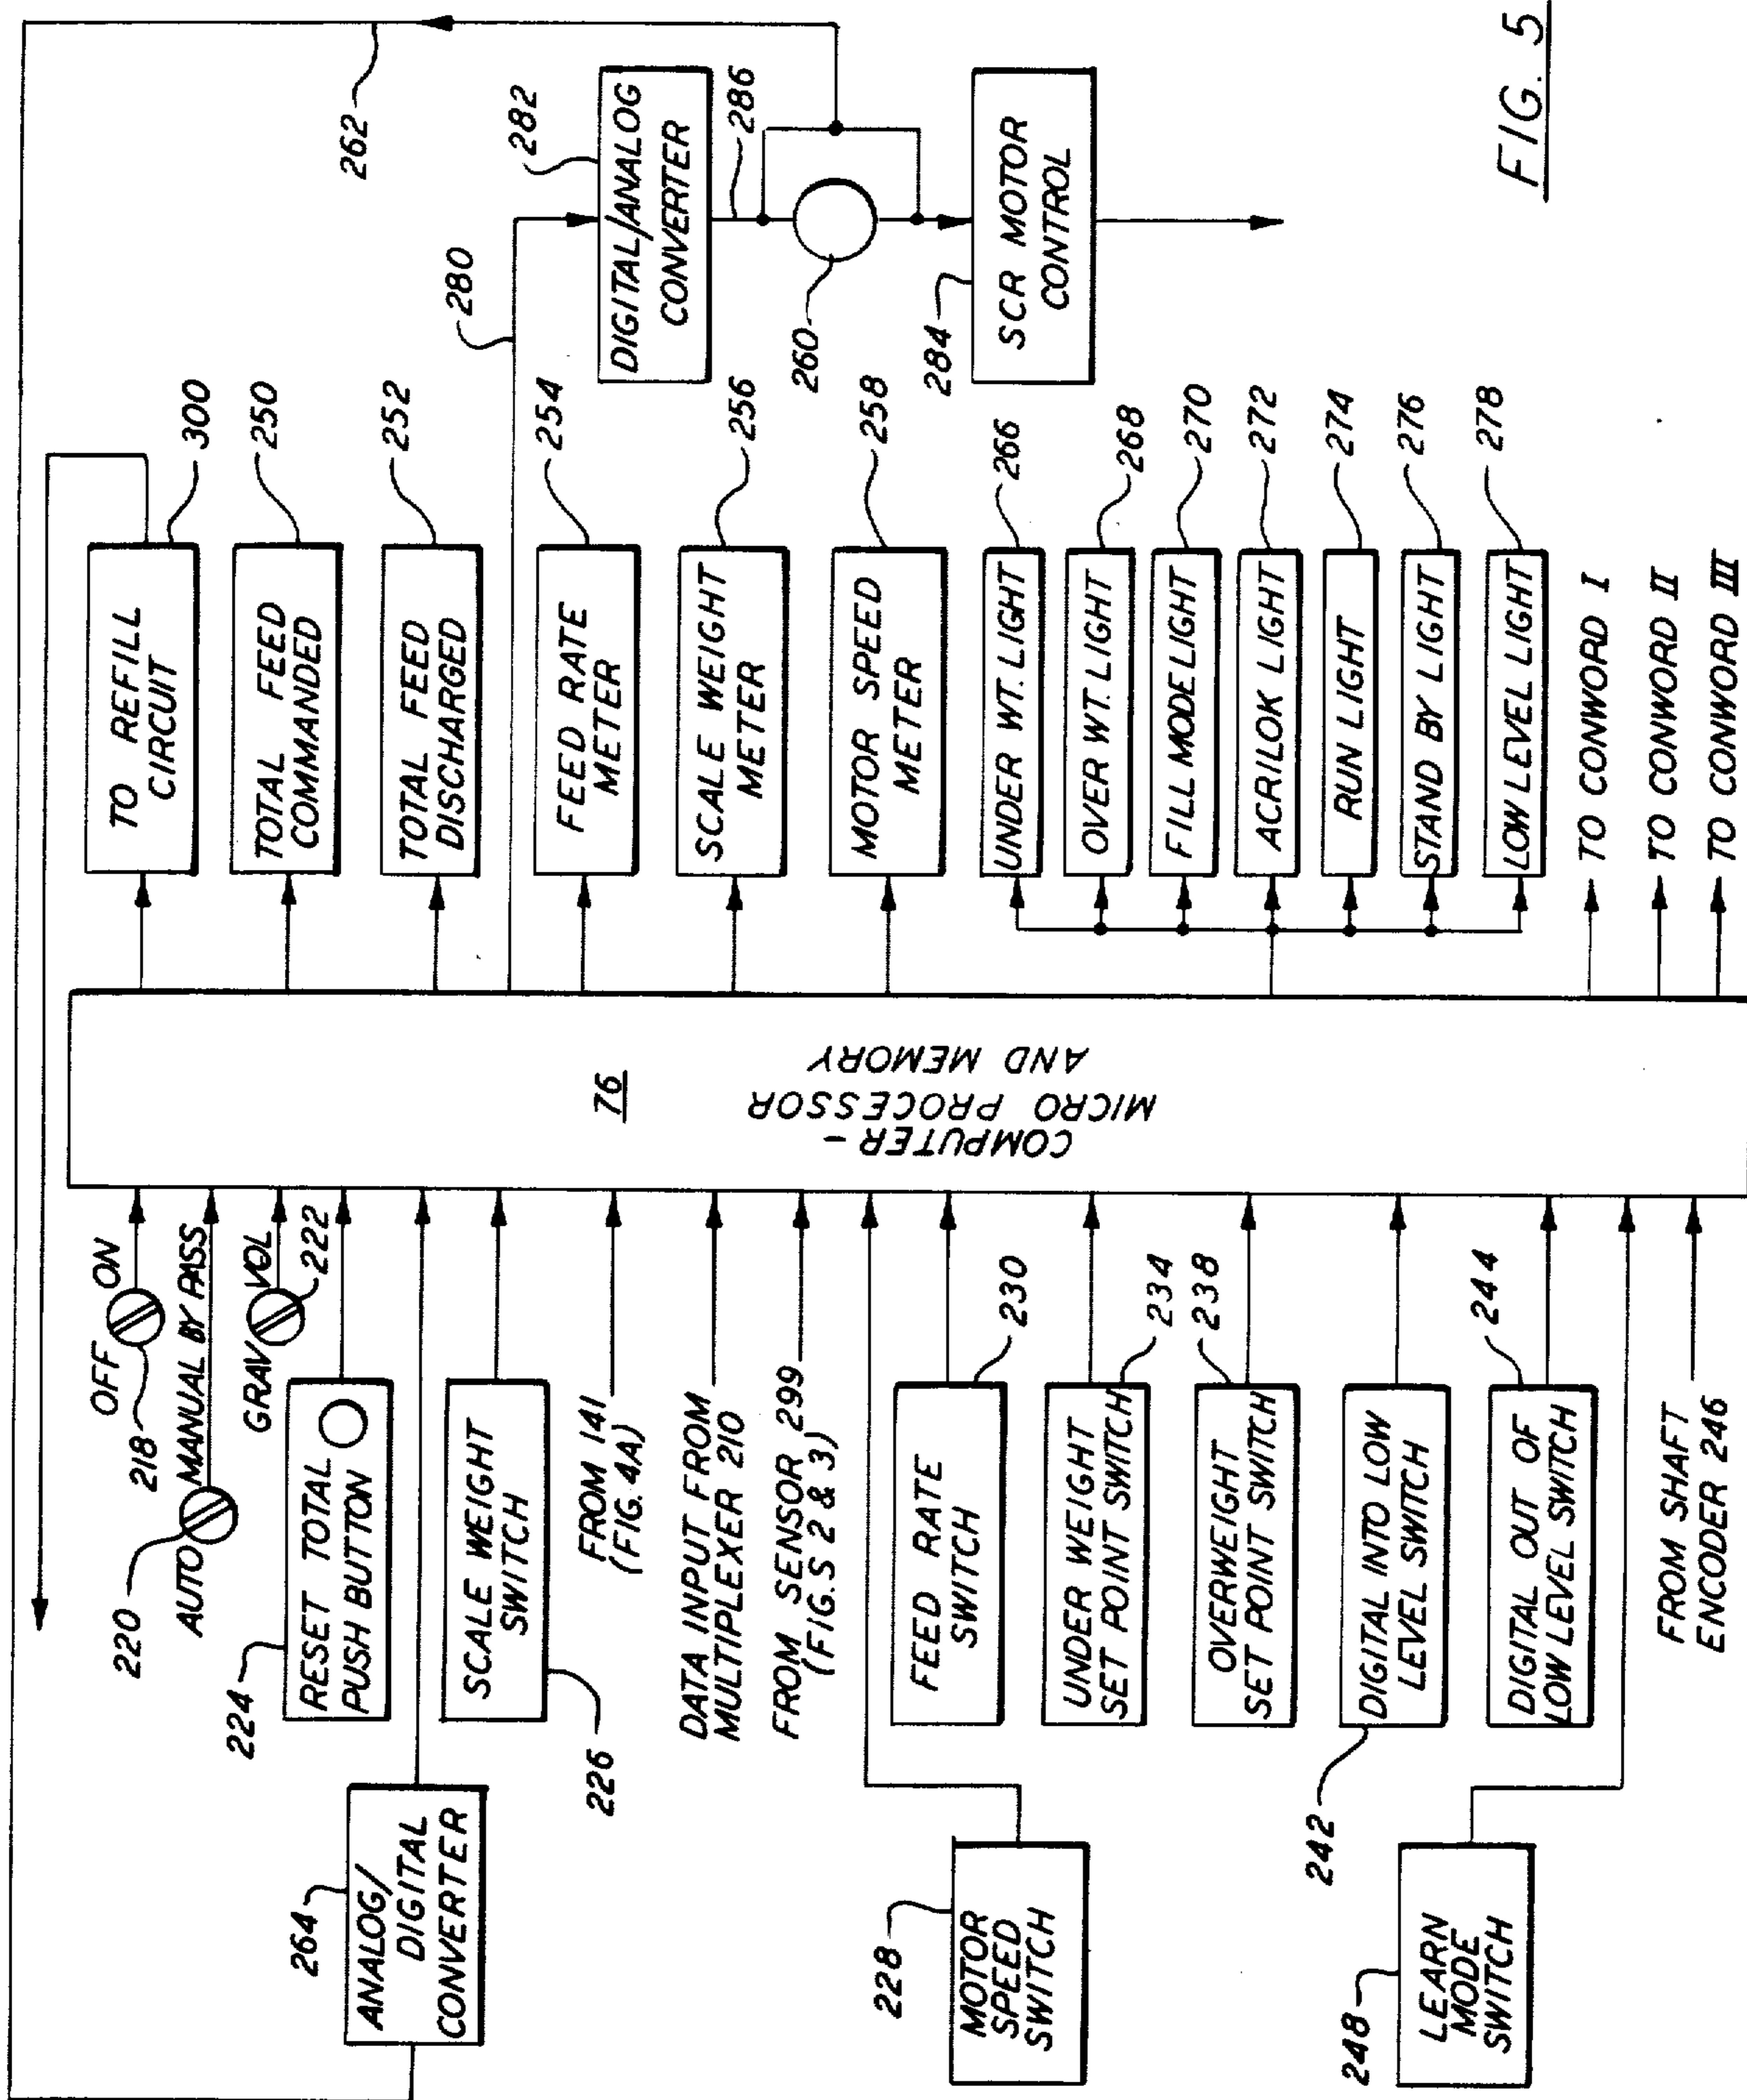 OFF
ON
218
220
AUTO
MANUAL BY PASS
GRAV
VOL
222
224
RESET TOTAL
PUSH BUTTON
264
ANALOG/
DIGITAL
CONVERTER
SCALE WEIGHT
SWITCH
226
FROM 141
(FIG. 4A)
DATA INPUT FROM
MULTIPLEXER 210
FROM SENSOR 299
(FIG.S 2 & 3)
228
MOTOR
SPEED
SWITCH
FEED RATE
SWITCH
230
UNDER WEIGHT
SET POINT SWITCH
234
OVERWEIGHT
SET POINT SWITCH
238
242
DIGITAL INTO LOW
LEVEL SWITCH
244
DIGITAL OUT OF
LOW LEVEL SWITCH
248
LEARN
MODE
SWITCH
FROM SHAFT
ENCODER 246
76
COMPUTER-
MICRO PROCESSOR
AND MEMORY
TO REFILL
CIRCUIT
300
TOTAL FEED
COMMANDED
250
TOTAL FEED
DISCHARGED
252
FEED RATE
METER
254
SCALE WEIGHT
METER
256
MOTOR SPEED
METER
258
UNDER WT. LIGHT
266
OVER WT. LIGHT
268
FILL MODE LIGHT
270
ACRILOK LIGHT
272
RUN LIGHT
274
STAND BY LIGHT
276
LOW LEVEL LIGHT
278
TO CONWORD I
TO CONWORD II
TO CONWORD III
262
280
282
DIGITAL/ANALOG
CONVERTER
286
260
284
SCR MOTOR
CONTROL
FIG. 5